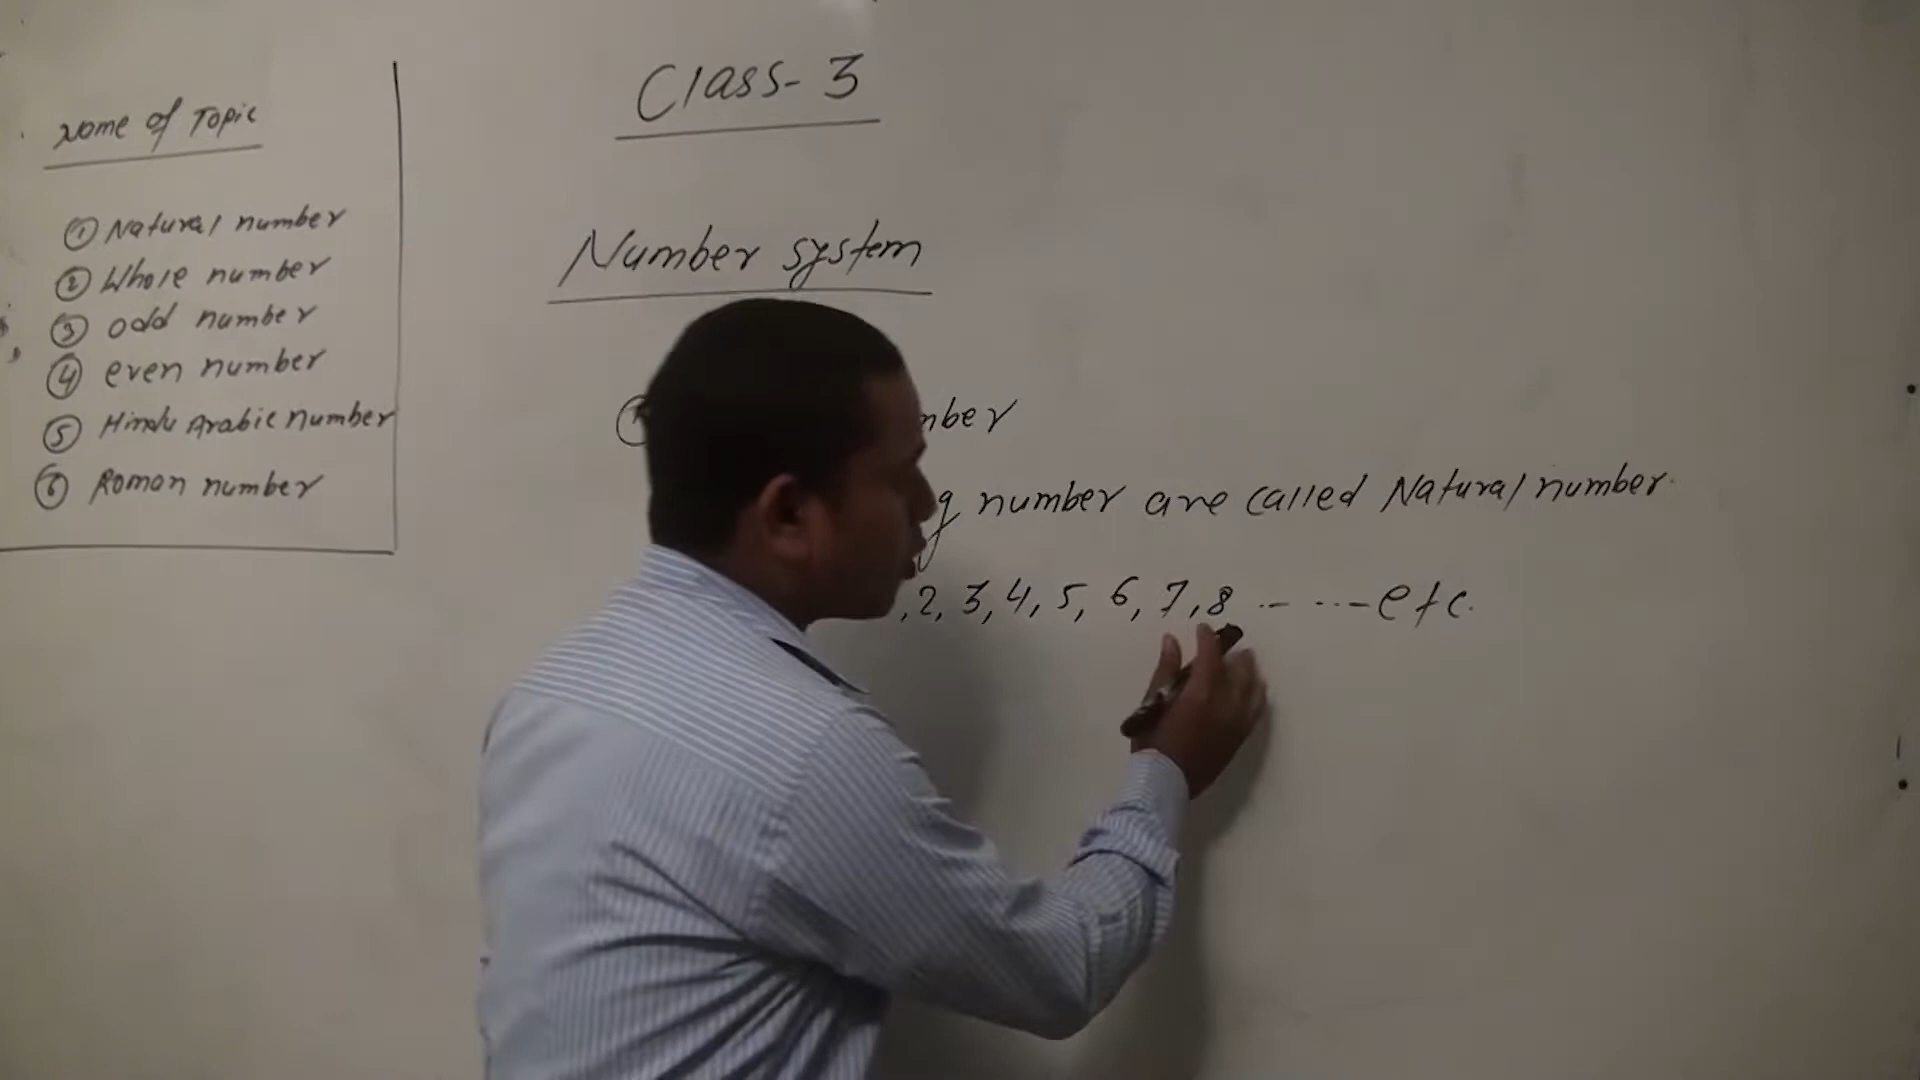 Name of Topic
① Natural number
② Whole number
③ odd number
④ even number
⑤ Hindu Arabic number
⑥ Roman number
Class-3
Number system
number are called Natural number.
,2, 3, 4, 5, 6, 7, 8 -- --- etc.